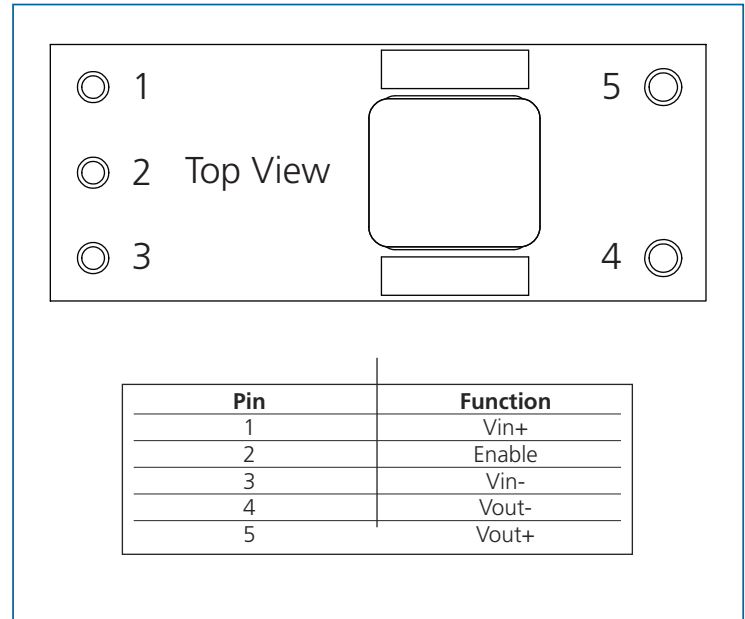 1 5
2 Top View
3 4
Pin Function
1 Vin+
2 Enable
3 Vin-
4 Vout-
5 Vout+